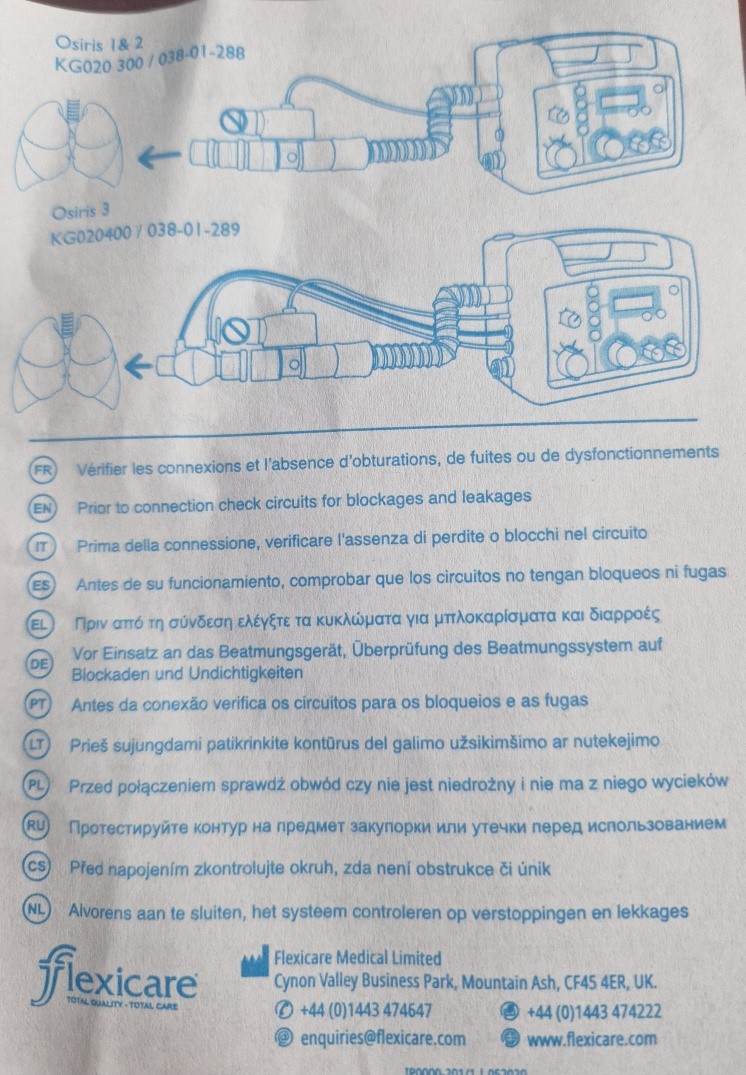 Osiris 1 & 2
KG020 300 / 038-01-288
Osiris 3
KG020400 / 038-01-289
FR Vérifier les connexions et l'absence d'obturations, de fuites ou de dysfonctionnements
EN Prior to connection check circuits for blockages and leakages
IT Prima della connessione, verificare l'assenza di perdite o blocchi nel circuito
ES Antes de su funcionamiento, comprobar que los circuitos no tengan bloqueos ni fugas
EL Πριν από τη σύνδεση ελέγξτε τα κυκλώματα για μπλοκαρίσματα και διαρροές
DE Vor Einsatz an das Beatmungsgerät, Überprüfung des Beatmungssystem auf
Blockaden und Undichtigkeiten
PT Antes da conexão verifica os circuitos para os bloqueios e as fugas
LT Prieš sujungdami patikrinkite kontūrus del galimo užsikimšimo ar nutekejimo
PL Przed połączeniem sprawdź obwód czy nie jest niedrożny i nie ma z niego wycieków
RU Протестируйте контур на предмет закупорки или утечки перед использованием
CS Před napojením zkontrolujte okruh, zda není obstrukce či únik
NL Alvorens aan te sluiten, het systeem controleren op verstoppingen en lekkages
flexicare
TOTAL QUALITY - TOTAL CARE
Flexicare Medical Limited
Cynon Valley Business Park, Mountain Ash, CF45 4ER, UK.
+44 (0)1443 474647 +44 (0)1443 474222
enquiries@flexicare.com www.flexicare.com